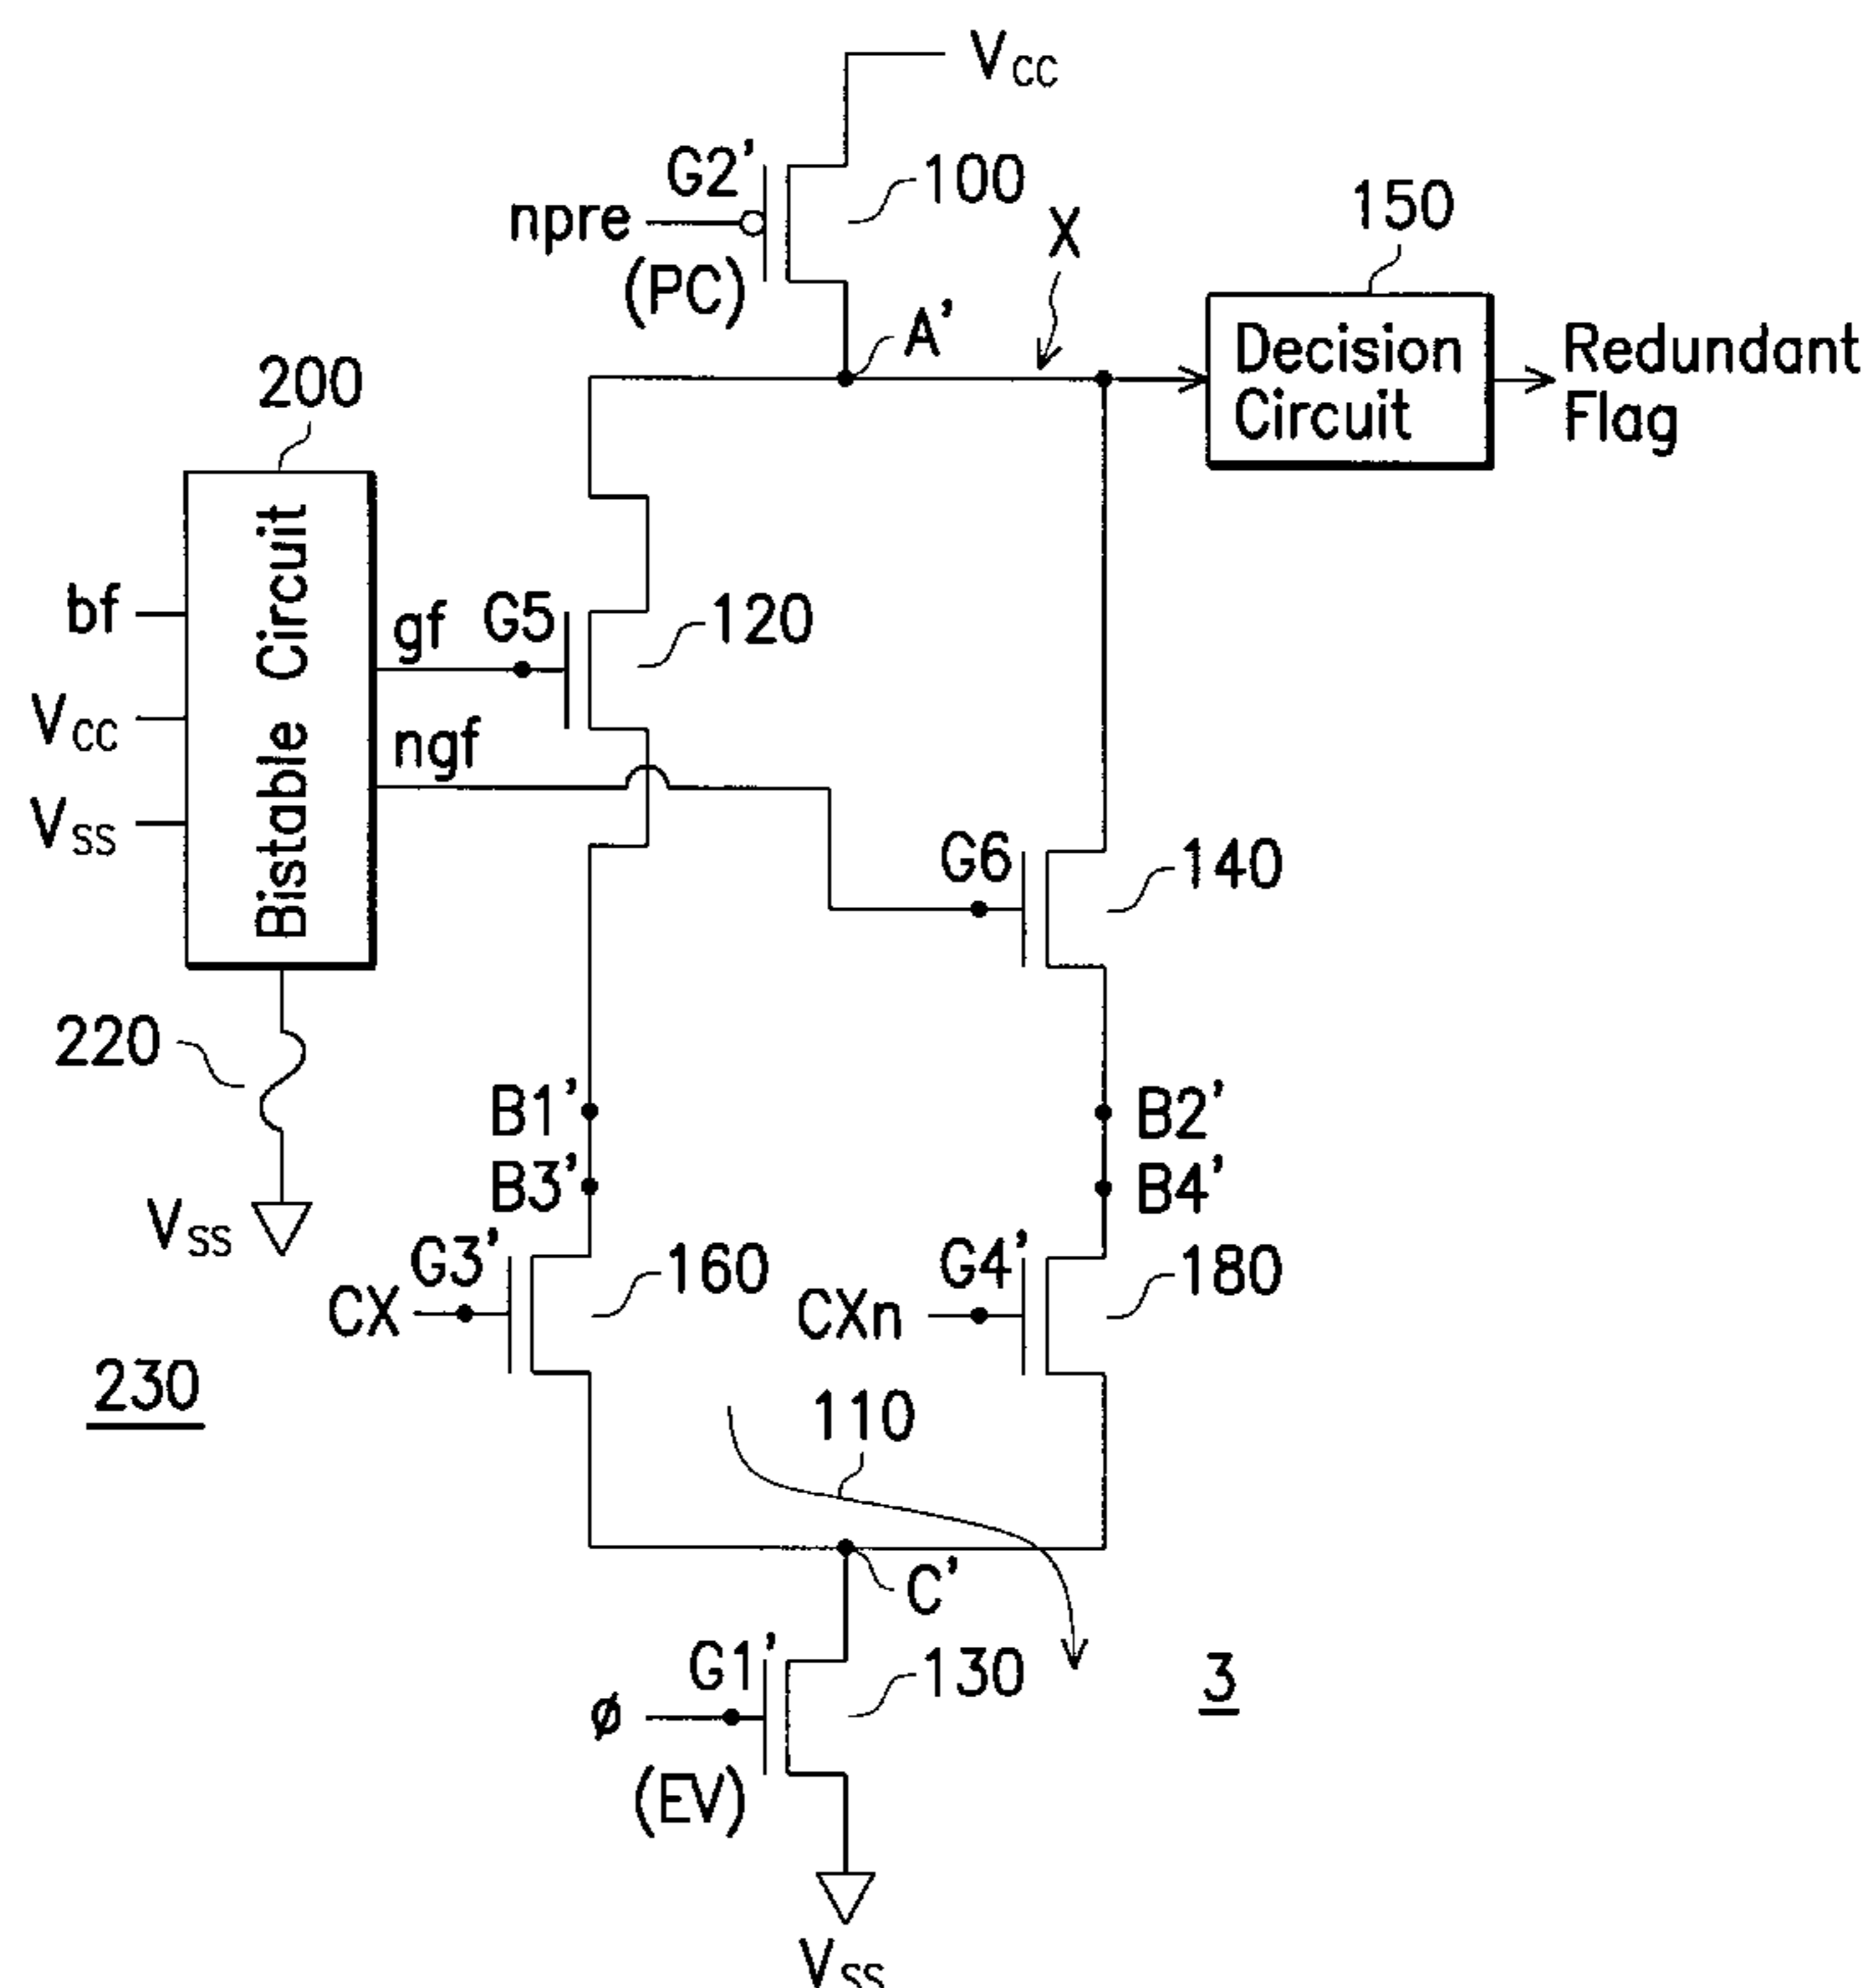 VCC
G2'
100
npre
(PC)
X
150
A'
Decision
Circuit
Redundant
Flag
200
Bistable Circuit
bf
VCC
VSS
gf
G5
120
ngf
G6
140
220
VSS
B1'
B3'
B2'
B4'
G3'
CX
160
G4'
CXn
180
230
110
C'
G1'
130
ø
(EV)
3
VSS